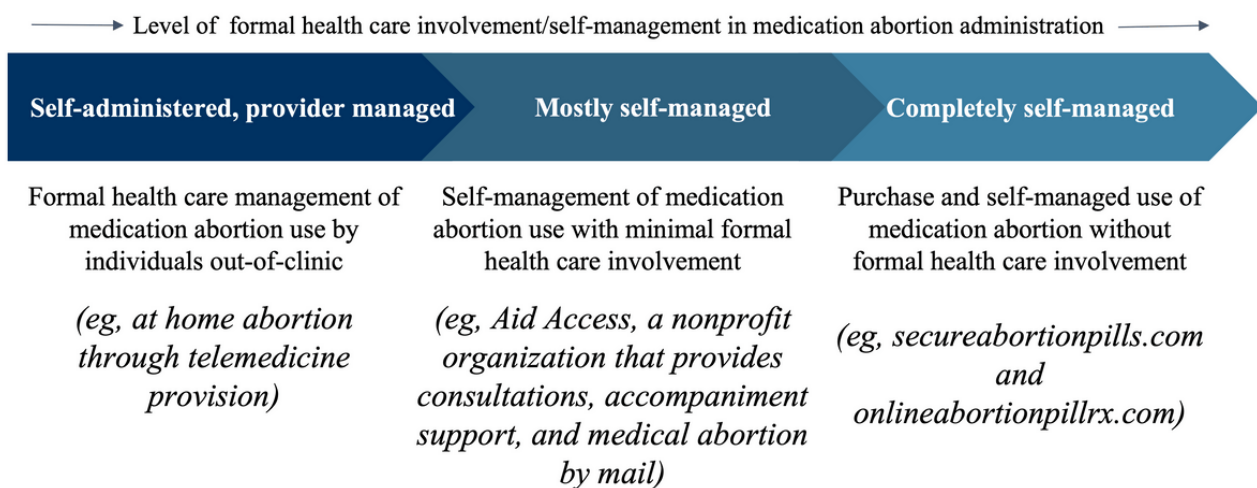 Level of formal health care involvement/self-management in medication abortion administration
Self-administered, provider managed
Mostly self-managed
Completely self-managed
Formal health care management of
medication abortion use by
individuals out-of-clinic
(eg, at home abortion
through telemedicine
provision)
Self-management of medication
abortion use with minimal formal
health care involvement
(eg, Aid Access, a nonprofit
organization that provides
consultations, accompaniment
support, and medical abortion
by mail)
Purchase and self-managed use of
medication abortion without
formal health care involvement
(eg, secureabortionpills.com
and
onlineabortionpillrx.com)